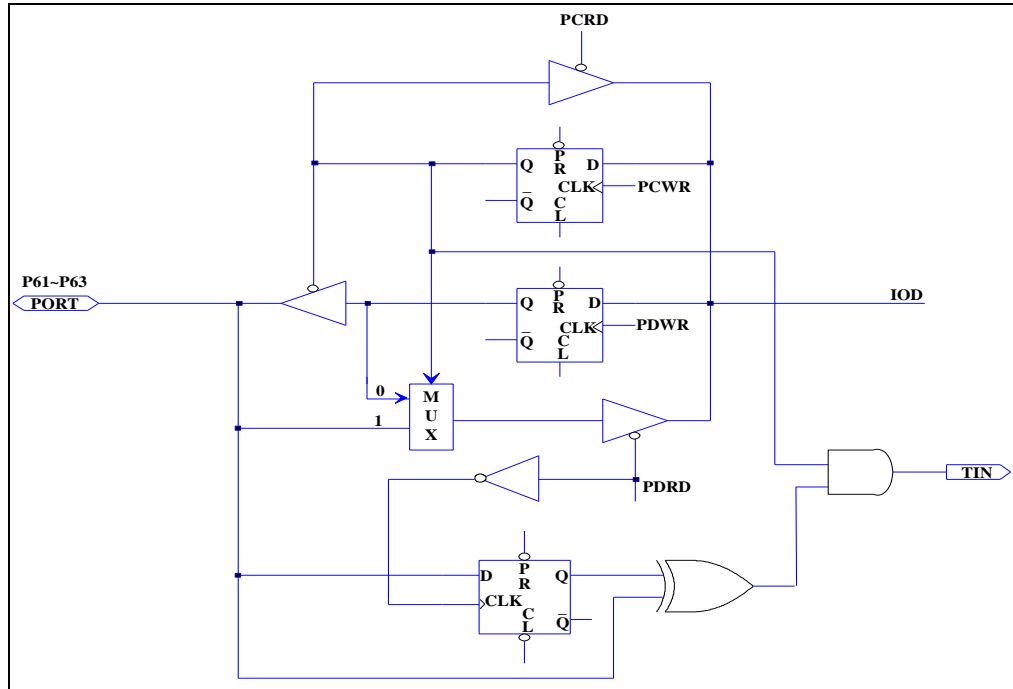 PCRD
Q
P
R
D
CLK
Q̅
C
L
PCWR
P61~P63
PORT
Q
P
R
D
CLK
Q̅
C
L
PDWR
IOD
0
1
M
U
X
PDRD
TIN
D
P
R
Q
CLK
C
L
Q̅